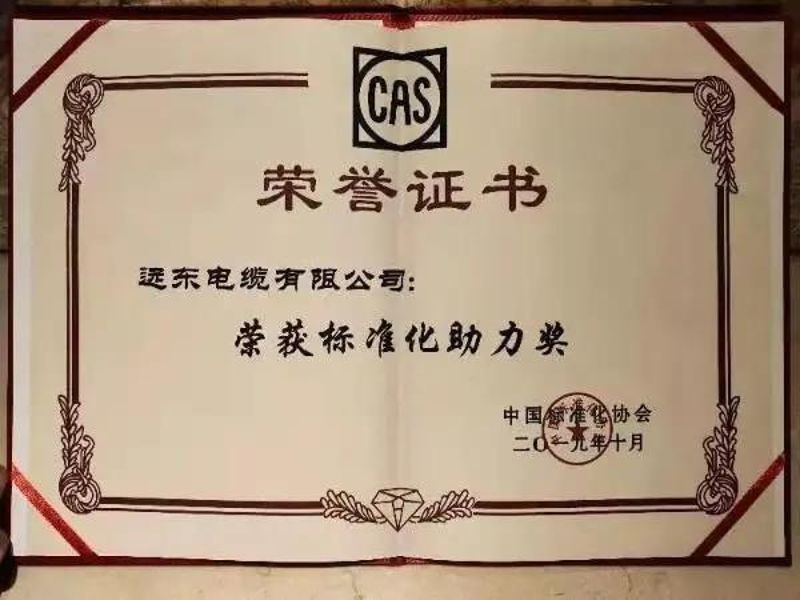 CAS
荣誉证书
远东电缆有限公司：
荣获标准化助力奖
中国标准化协会
二〇一九年十月